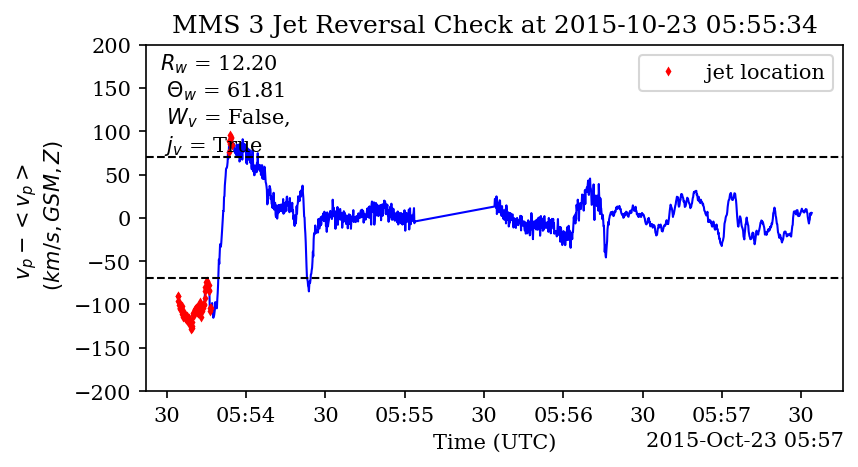 MMS 3 Jet Reversal Check at 2015-10-23 05:55:34
R_w = 12.20
Θ_w = 61.81
W_v = False,
j_v = True
jet location
v_p − < v_p >
(km/s, GSM, Z)
200
150
100
50
0
−50
−100
−150
−200
30 05:54 30 05:55 30 05:56 30 05:57 30
Time (UTC)
2015-Oct-23 05:57